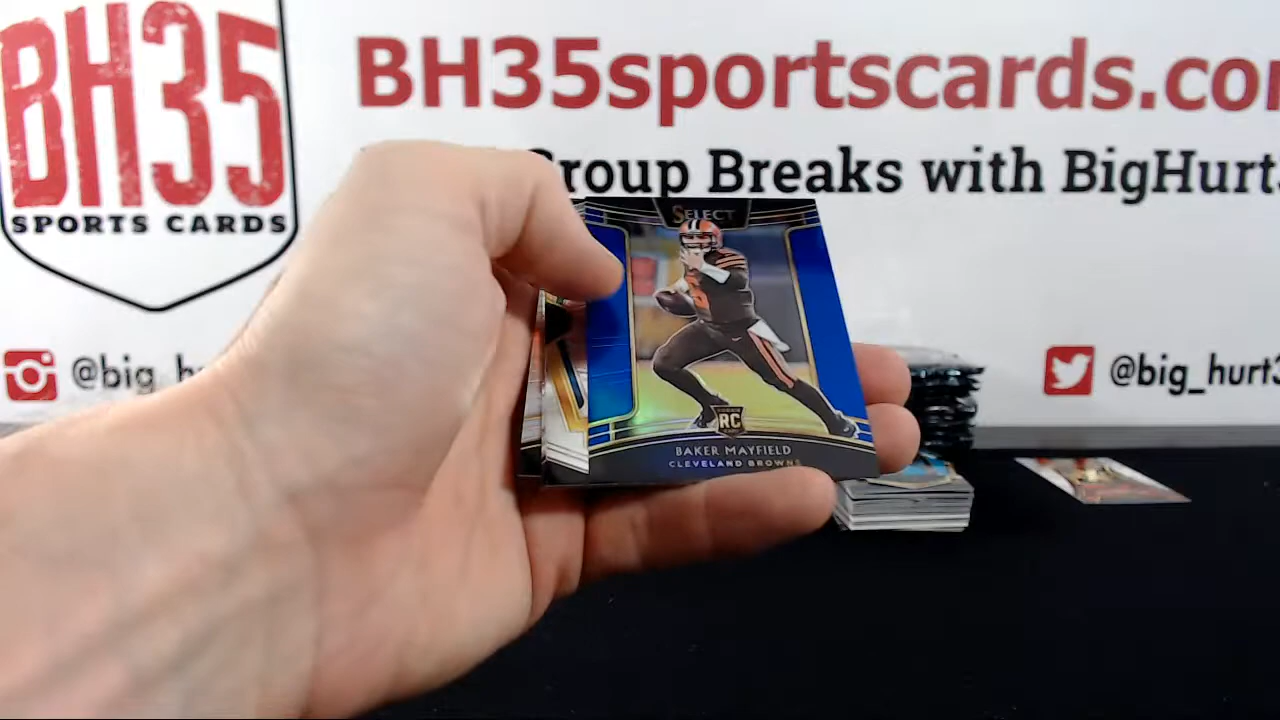 BH35
SPORTS CARDS
BH35sportscards.co
Group Breaks with BigHurt
@big_h
@big_hurt3
SELECT
RC
BAKER MAYFIELD
CLEVELAND BROWNS